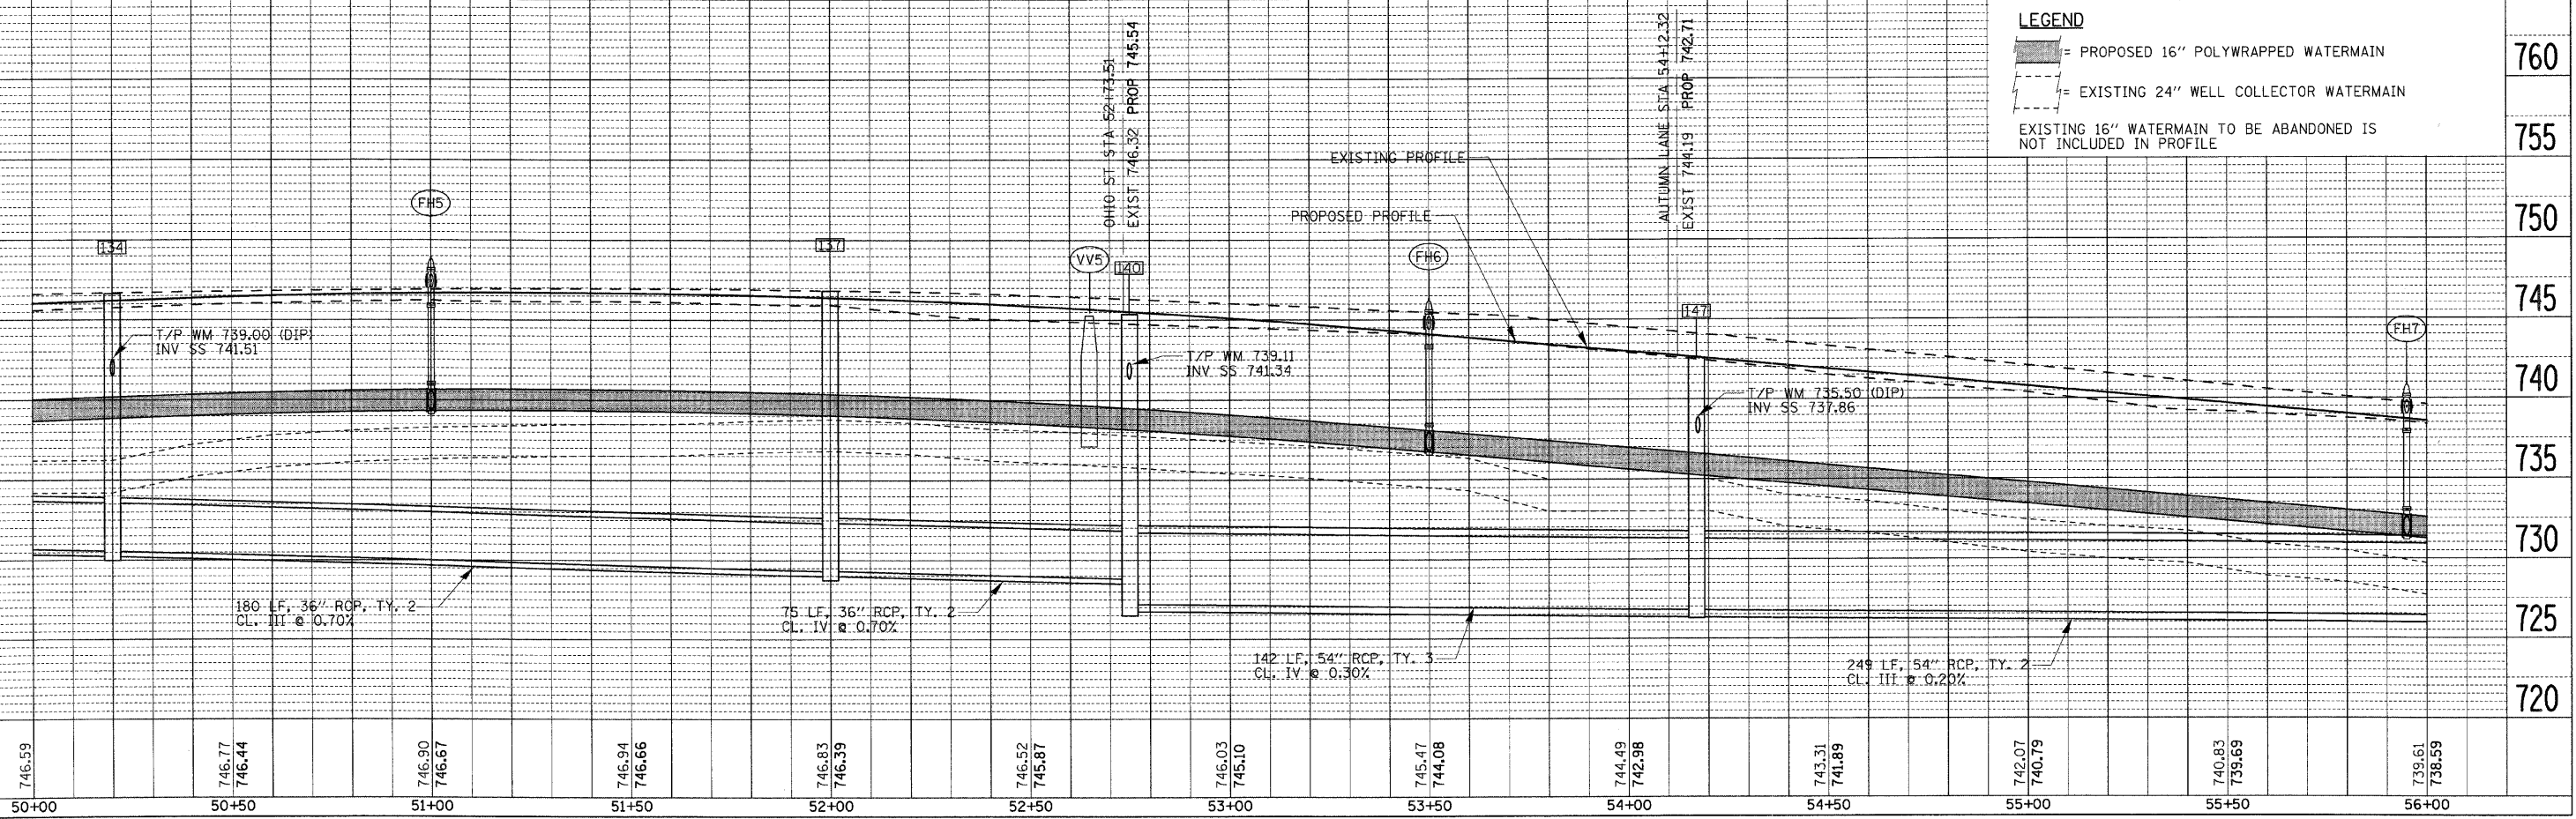 LEGEND
= PROPOSED 16" POLYWRAPPED WATERMAIN
= EXISTING 24" WELL COLLECTOR WATERMAIN
EXISTING 16" WATERMAIN TO BE ABANDONED IS
NOT INCLUDED IN PROFILE
760
755
750
745
740
735
730
725
720
OHIO ST STA 52+73.51
EXIST 746.32 PROP 745.54
AUTUMN LANE STA 54+12.32
EXIST 744.19 PROP 742.71
EXISTING PROFILE
PROPOSED PROFILE
134
FH5
137
VV5
140
FH6
147
FH7
T/P WM 739.00 (DIP)
INV SS 741.51
T/P WM 739.11
INV SS 741.34
T/P WM 735.50 (DIP)
INV SS 737.86
180 LF, 36" RCP, TY. 2
CL. III @ 0.70%
75 LF, 36" RCP, TY. 2
CL. IV @ 0.70%
142 LF, 54" RCP, TY. 3
CL. IV @ 0.30%
249 LF, 54" RCP, TY. 2
CL. III @ 0.20%
746.59
746.77
746.44
746.90
746.67
746.94
746.66
746.83
746.39
746.52
745.87
746.03
745.10
745.47
744.08
744.49
742.98
743.31
741.89
742.07
740.79
740.83
739.69
739.61
738.59
50+00
50+50
51+00
51+50
52+00
52+50
53+00
53+50
54+00
54+50
55+00
55+50
56+00